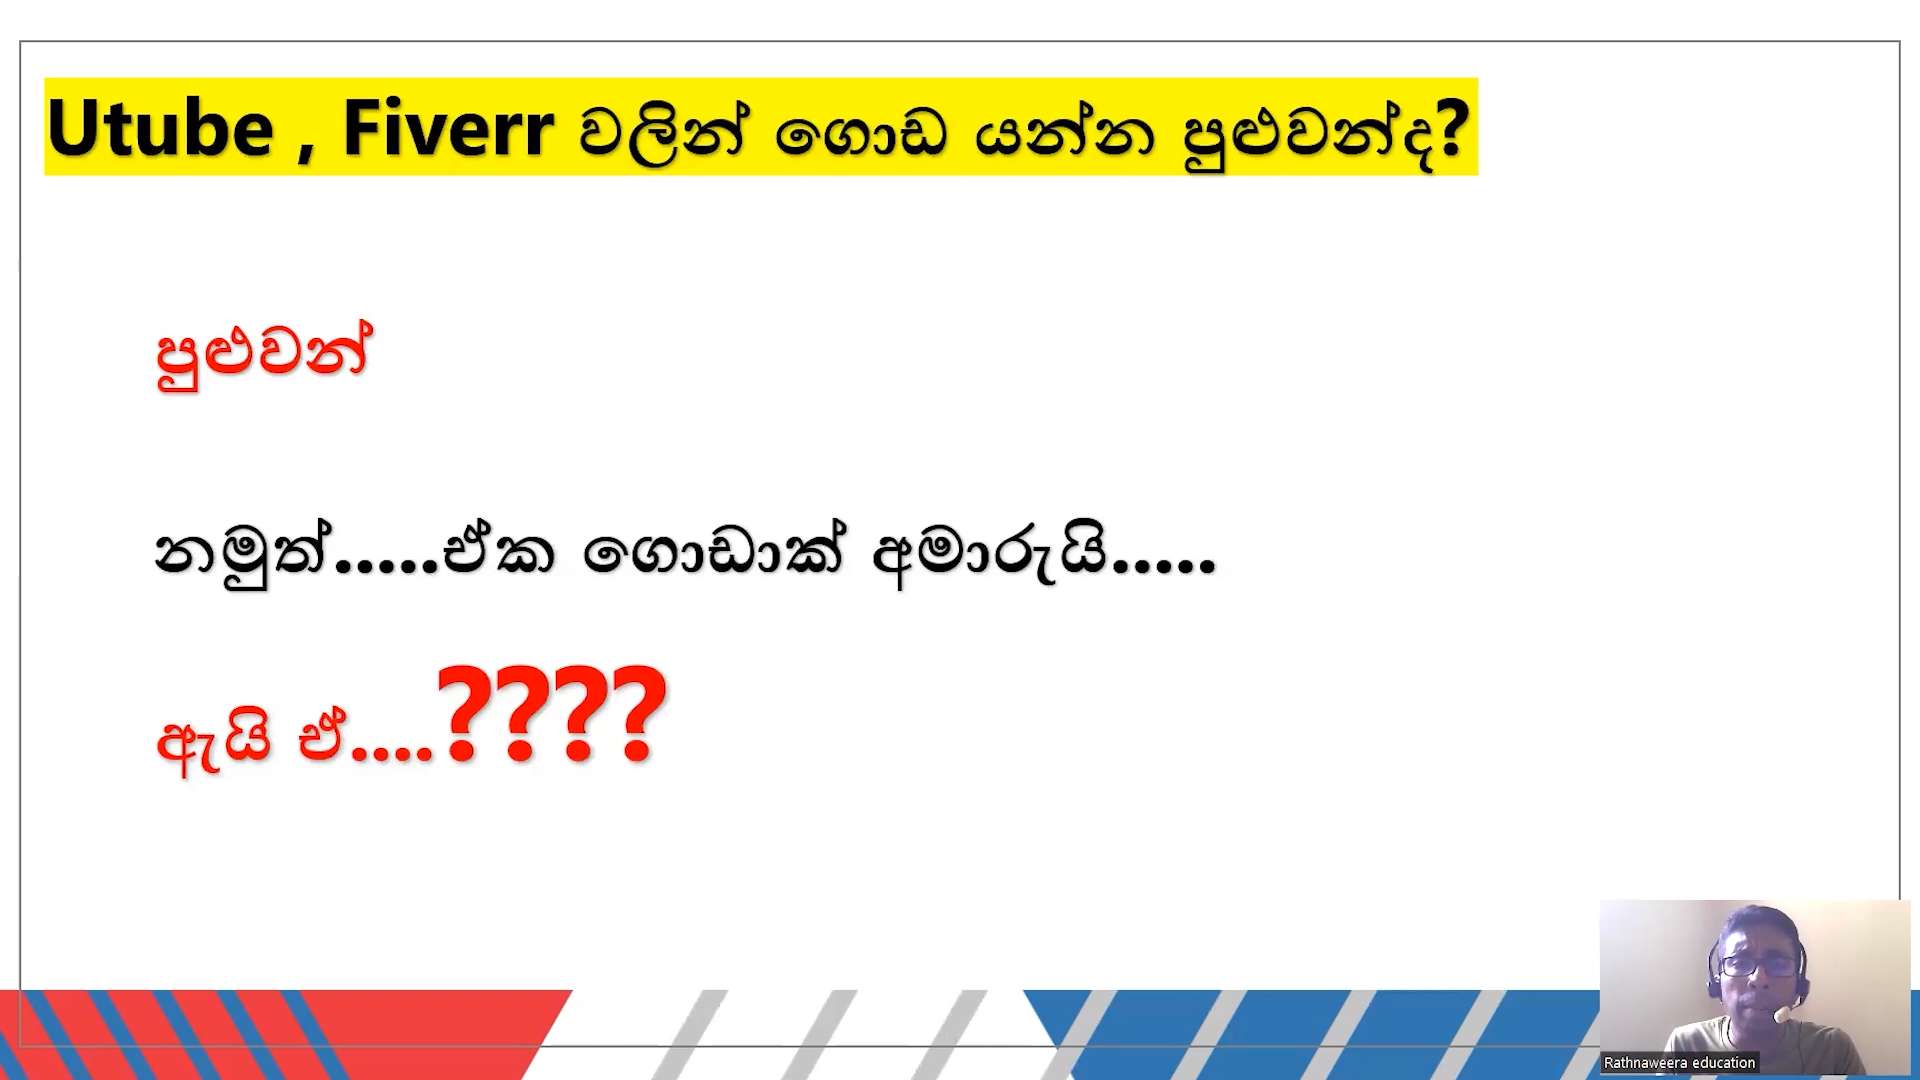 Utube , Fiverr වලින් ගොඩ යන්න පුළුවන්ද?
පුළුවන්
නමුත්.....ඒක ගොඩාක් අමාරුයි.....
ඇයි ඒ....????
Rathnaweera education